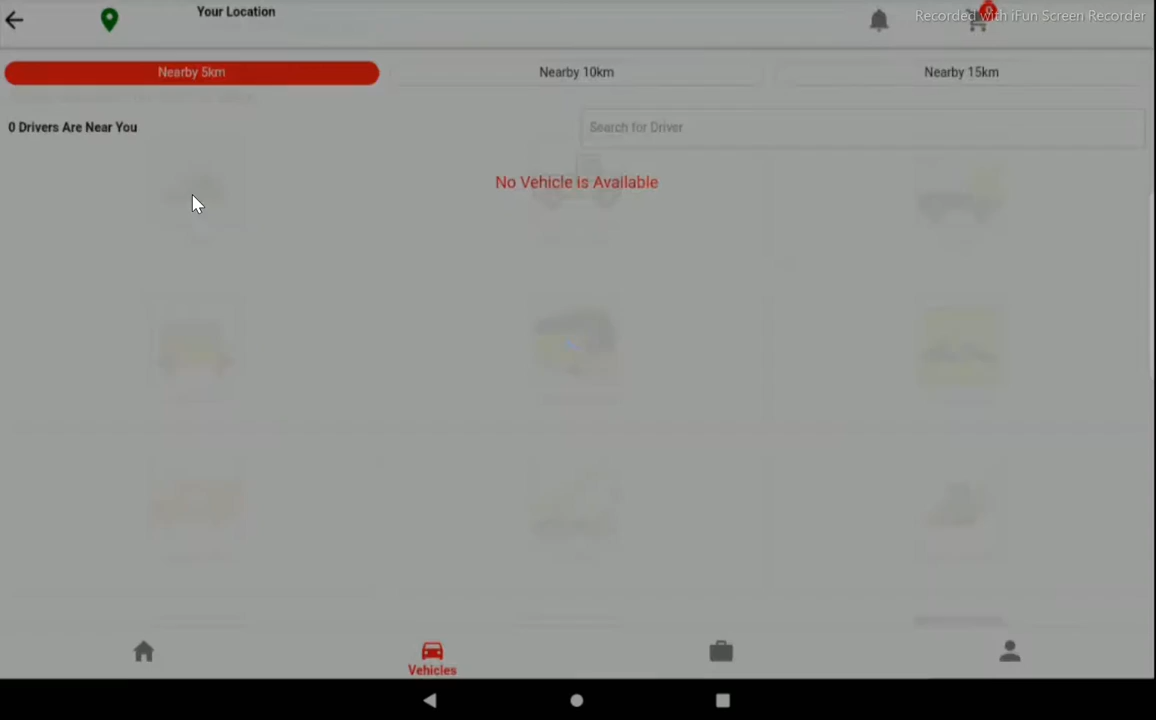 Your Location
8
Recorded with iFun Screen Recorder
Nearby 5km
Nearby 10km
Nearby 15km
0 Drivers Are Near You
Search for Driver
No Vehicle is Available
Vehicles